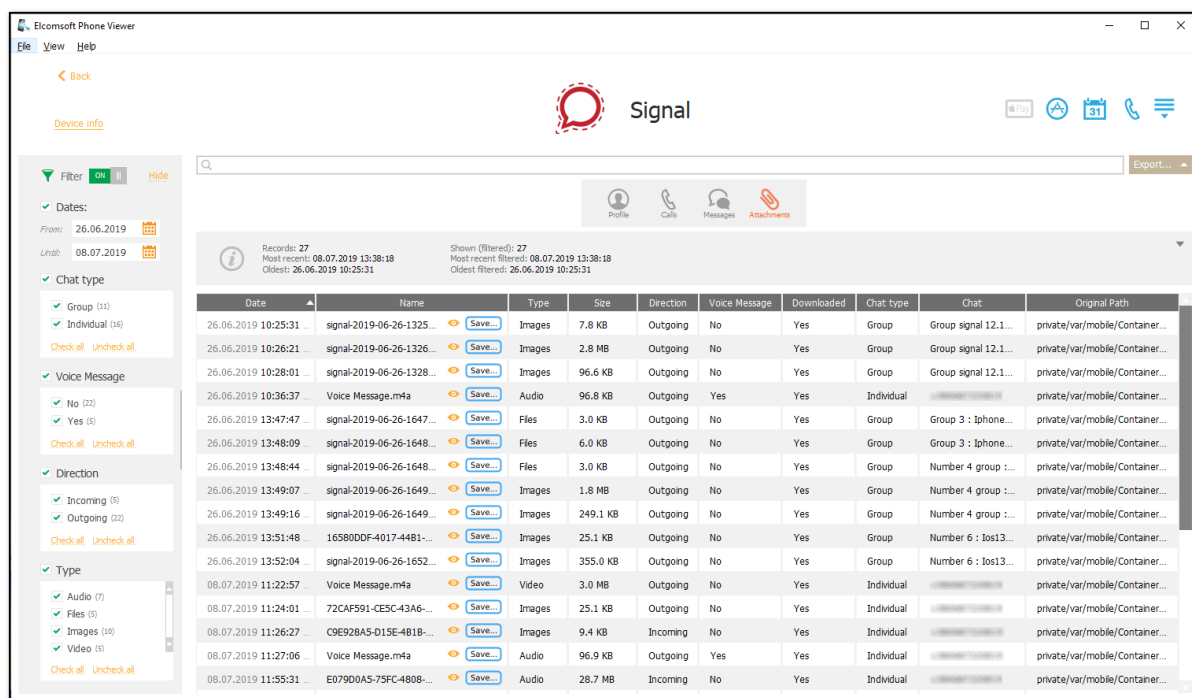 Elcomsoft Phone Viewer
File View Help
Back
Signal
Pay 31
Device info
Filter ON Hide
Export...
Profile Calls Messages Attachments
Dates:
From: 26.06.2019
Until: 08.07.2019
Chat type
Group (11)
Individual (16)
Check all Uncheck all
Voice Message
No (22)
Yes (5)
Check all Uncheck all
Direction
Incoming (5)
Outgoing (22)
Check all Uncheck all
Type
Audio (7)
Files (5)
Images (10)
Video (5)
Check all Uncheck all
Records: 27 Shown (filtered): 27
Most recent: 08.07.2019 13:38:18 Most recent filtered: 08.07.2019 13:38:18
Oldest: 26.06.2019 10:25:31 Oldest filtered: 26.06.2019 10:25:31
Date Name Type Size Direction Voice Message Downloaded Chat type Chat Original Path
26.06.2019 10:25:31 ... signal-2019-06-26-1325... Save... Images 7.8 KB Outgoing No Yes Group Group signal 12.1... private/var/mobile/Container...
26.06.2019 10:26:21 ... signal-2019-06-26-1326... Save... Images 2.8 MB Outgoing No Yes Group Group signal 12.1... private/var/mobile/Container...
26.06.2019 10:28:01 ... signal-2019-06-26-1328... Save... Images 96.6 KB Outgoing No Yes Group Group signal 12.1... private/var/mobile/Container...
26.06.2019 10:36:37 ... Voice Message.m4a Save... Audio 96.8 KB Outgoing Yes Yes Individual private/var/mobile/Container...
26.06.2019 13:47:47 ... signal-2019-06-26-1647... Save... Files 3.0 KB Outgoing No Yes Group Group 3 : Iphone... private/var/mobile/Container...
26.06.2019 13:48:09 ... signal-2019-06-26-1648... Save... Files 6.0 KB Outgoing No Yes Group Group 3 : Iphone... private/var/mobile/Container...
26.06.2019 13:48:44 ... signal-2019-06-26-1648... Save... Files 3.0 KB Outgoing No Yes Group Number 4 group :... private/var/mobile/Container...
26.06.2019 13:49:07 ... signal-2019-06-26-1649... Save... Images 1.8 MB Outgoing No Yes Group Number 4 group :... private/var/mobile/Container...
26.06.2019 13:49:16 ... signal-2019-06-26-1649... Save... Images 249.1 KB Outgoing No Yes Group Number 4 group :... private/var/mobile/Container...
26.06.2019 13:51:48 ... 16580DDF-4017-44B1-... Save... Images 25.1 KB Outgoing No Yes Group Number 6 : Ios13... private/var/mobile/Container...
26.06.2019 13:52:04 ... signal-2019-06-26-1652... Save... Images 355.0 KB Outgoing No Yes Group Number 6 : Ios13... private/var/mobile/Container...
08.07.2019 11:22:57 ... Voice Message.m4a Save... Video 3.0 MB Outgoing No Yes Individual private/var/mobile/Container...
08.07.2019 11:24:01 ... 72CAF591-CE5C-43A6-... Save... Images 25.1 KB Outgoing No Yes Individual private/var/mobile/Container...
08.07.2019 11:26:27 ... C9E928A5-D15E-4B1B-... Save... Images 9.4 KB Incoming No Yes Individual private/var/mobile/Container...
08.07.2019 11:27:06 ... Voice Message.m4a Save... Audio 96.9 KB Outgoing Yes Yes Individual private/var/mobile/Container...
08.07.2019 11:55:31 ... E079D0A5-75FC-4808-... Save... Audio 28.7 MB Incoming No Yes Individual private/var/mobile/Container...